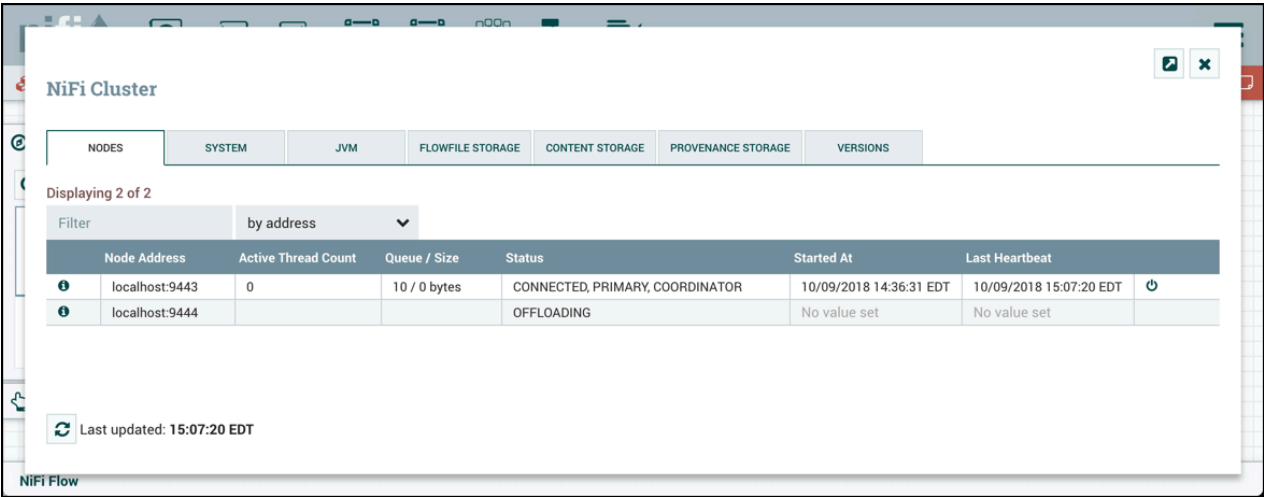 NiFi Cluster
NODES SYSTEM JVM FLOWFILE STORAGE CONTENT STORAGE PROVENANCE STORAGE VERSIONS
Displaying 2 of 2
Filter by address
Node Address Active Thread Count Queue / Size Status Started At Last Heartbeat
localhost:9443 0 10 / 0 bytes CONNECTED, PRIMARY, COORDINATOR 10/09/2018 14:36:31 EDT 10/09/2018 15:07:20 EDT
localhost:9444 OFFLOADING No value set No value set
Last updated: 15:07:20 EDT
NiFi Flow